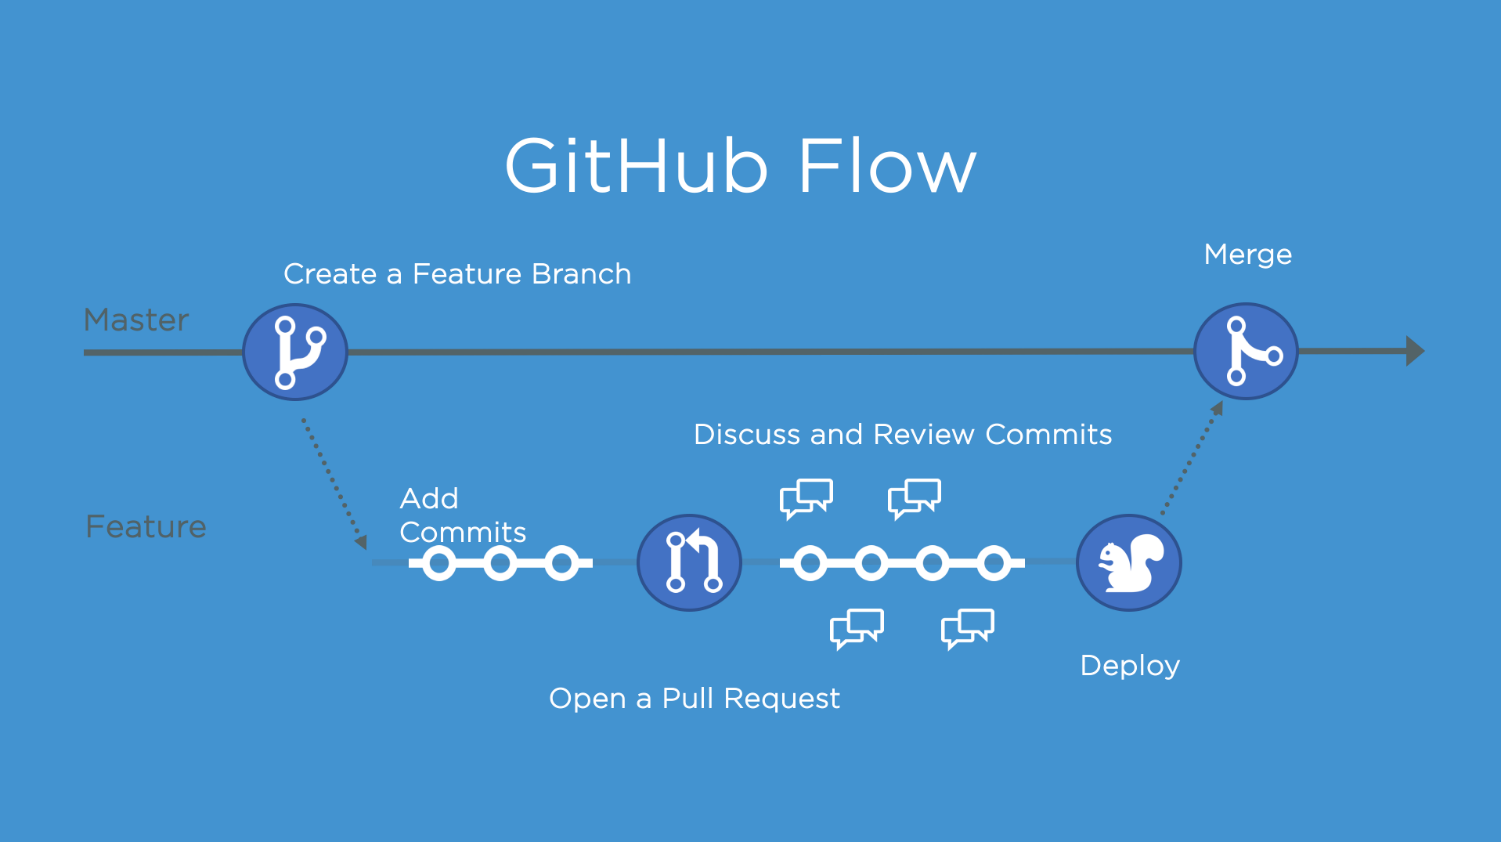 GitHub Flow
Merge
Create a Feature Branch
Master
Discuss and Review Commits
Add
Commits
Feature
Deploy
Open a Pull Request